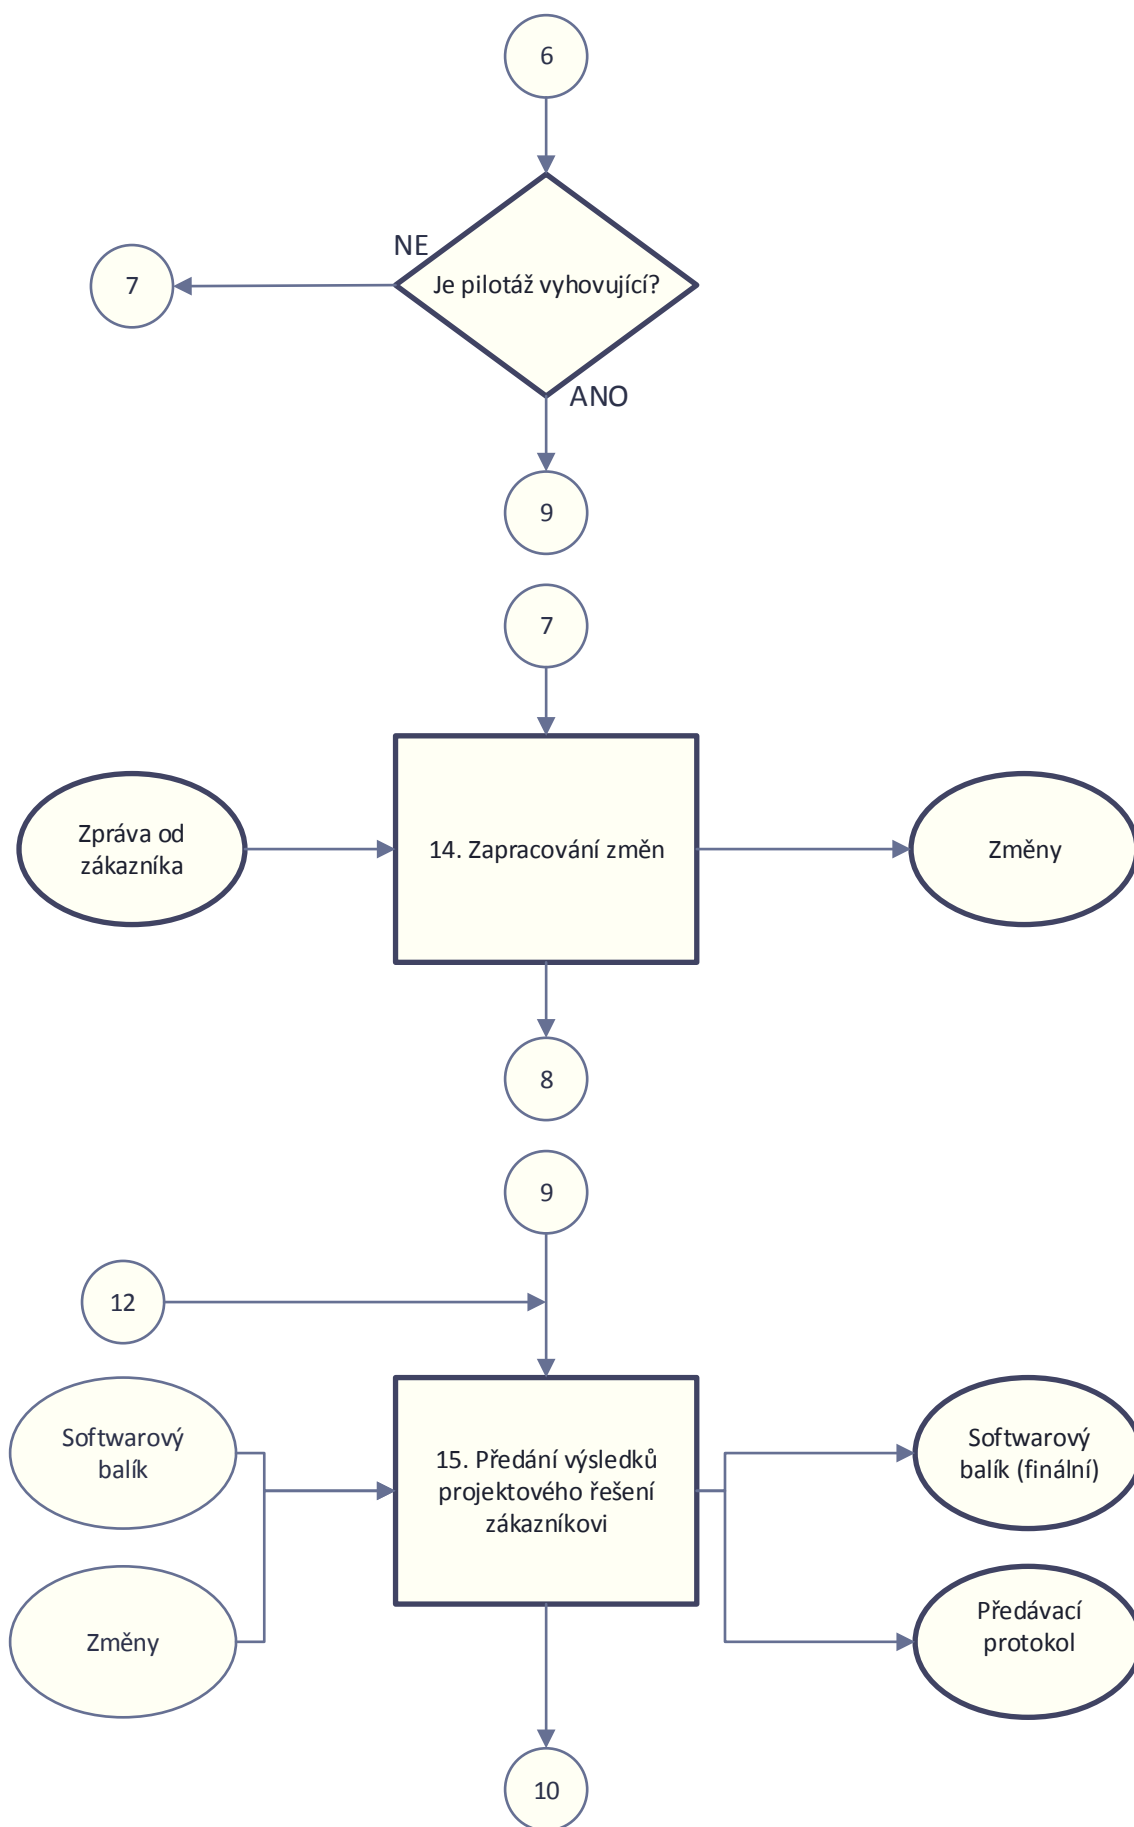 6
NE
7
Je pilotáž vyhovující?
ANO
9
7
Zpráva od
zákazníka
14. Zapracování změn
Změny
8
9
12
Softwarový
balík
Změny
15. Předání výsledků
projektového řešení
zákazníkovi
Softwarový
balík (finální)
Předávací
protokol
10